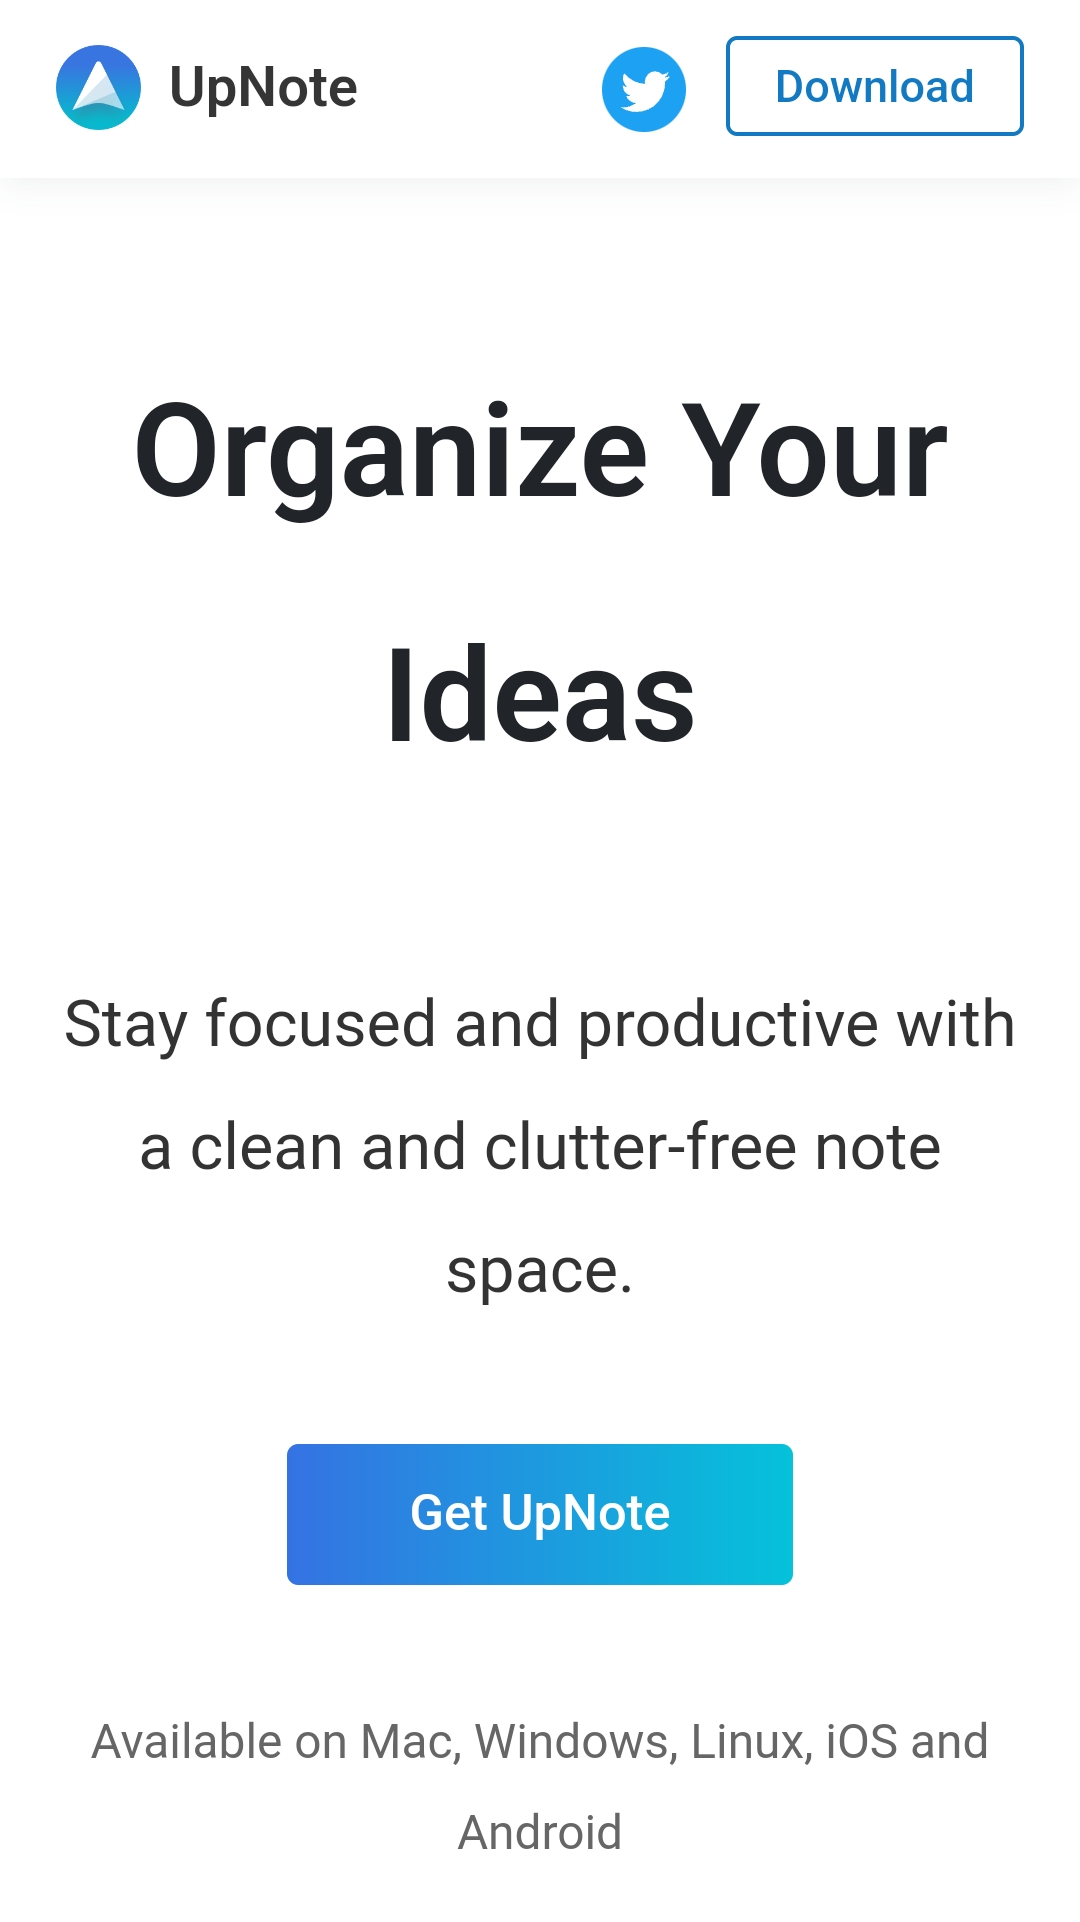 UpNote
Download
Organize Your
Ideas
Stay focused and productive with
a clean and clutter-free note
space.
Get UpNote
Available on Mac, Windows, Linux, iOS and
Android